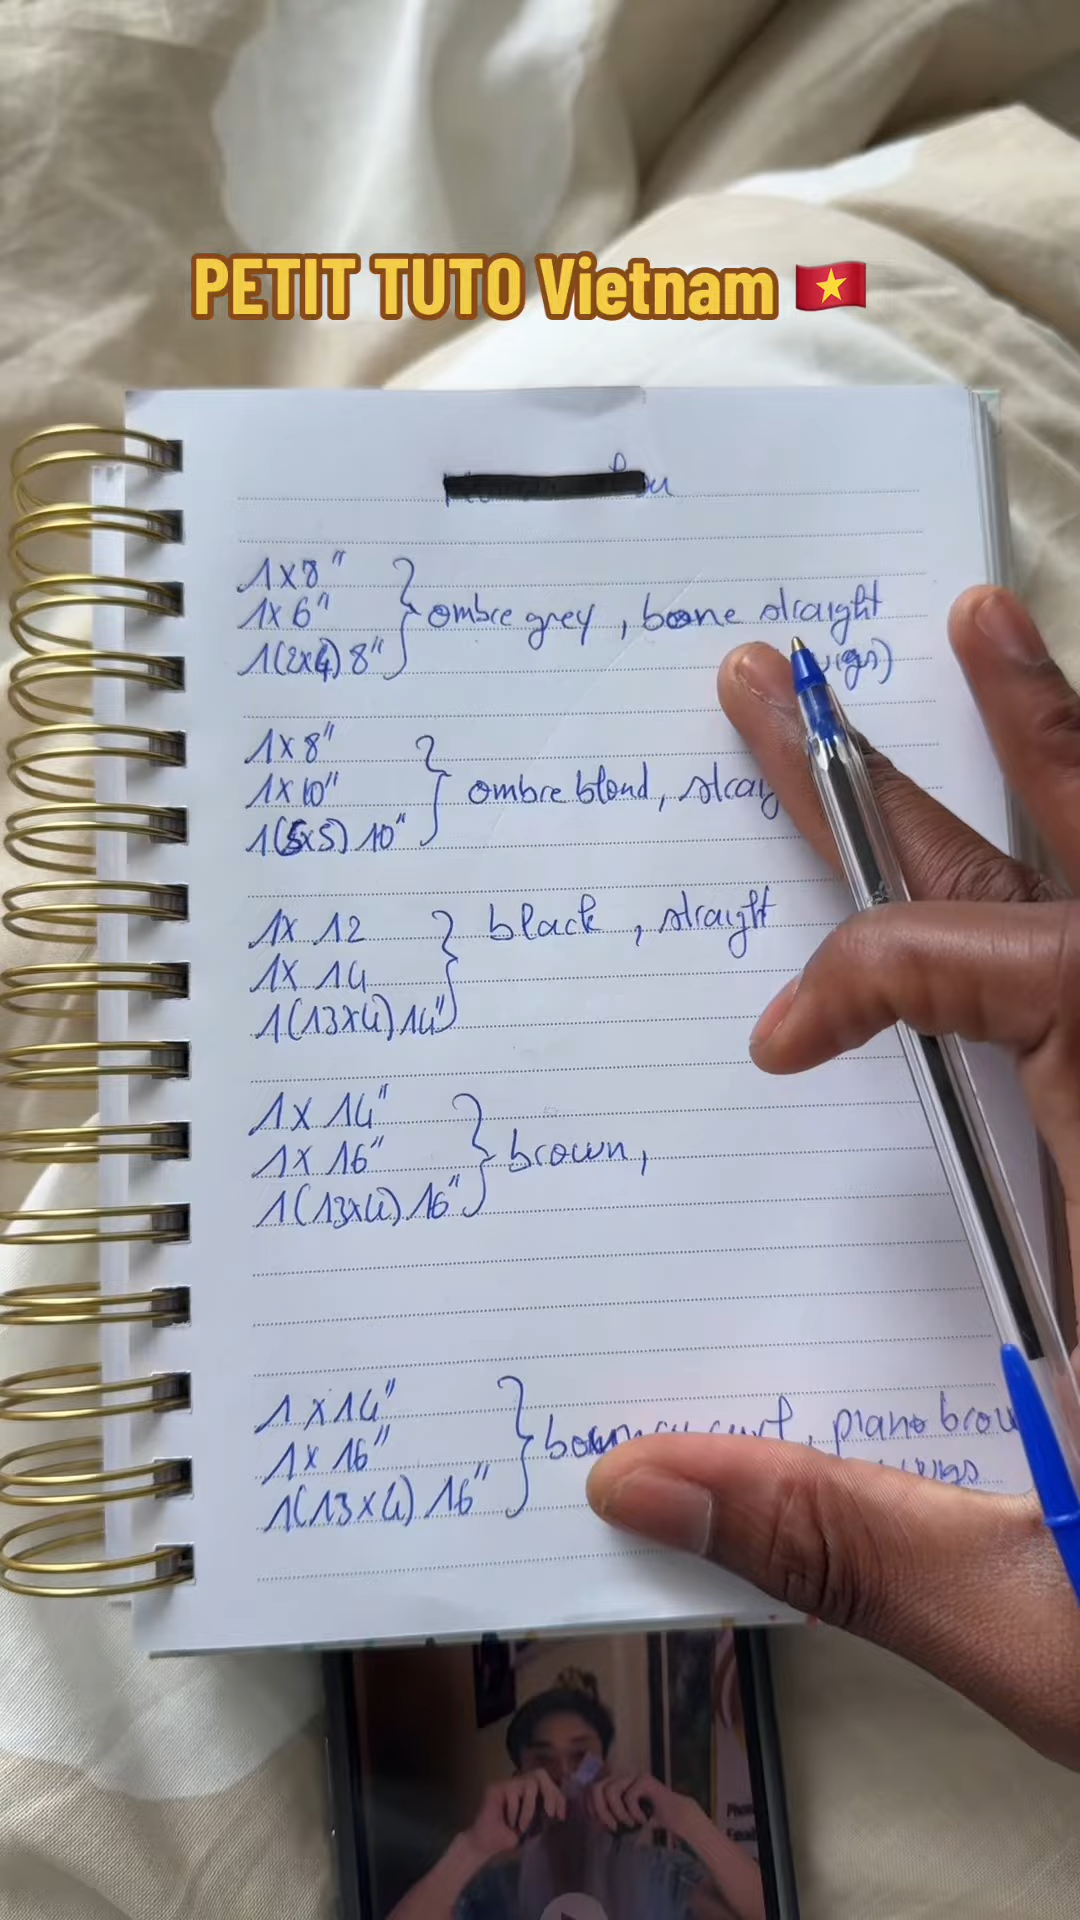 PETIT TUTO Vietnam 🇻🇳
1x8"
1x6"
1(2x4) 8"
ombre grey, bone straight
1x8"
1x10"
1(5x5) 10"
ombre blond,
1x 12
1x 14
1(13x4) 14"
black, straight
1x 14"
1x 16"
1(13x4) 16"
brown,
1x14"
1x 16"
1(13x4) 16"
piano